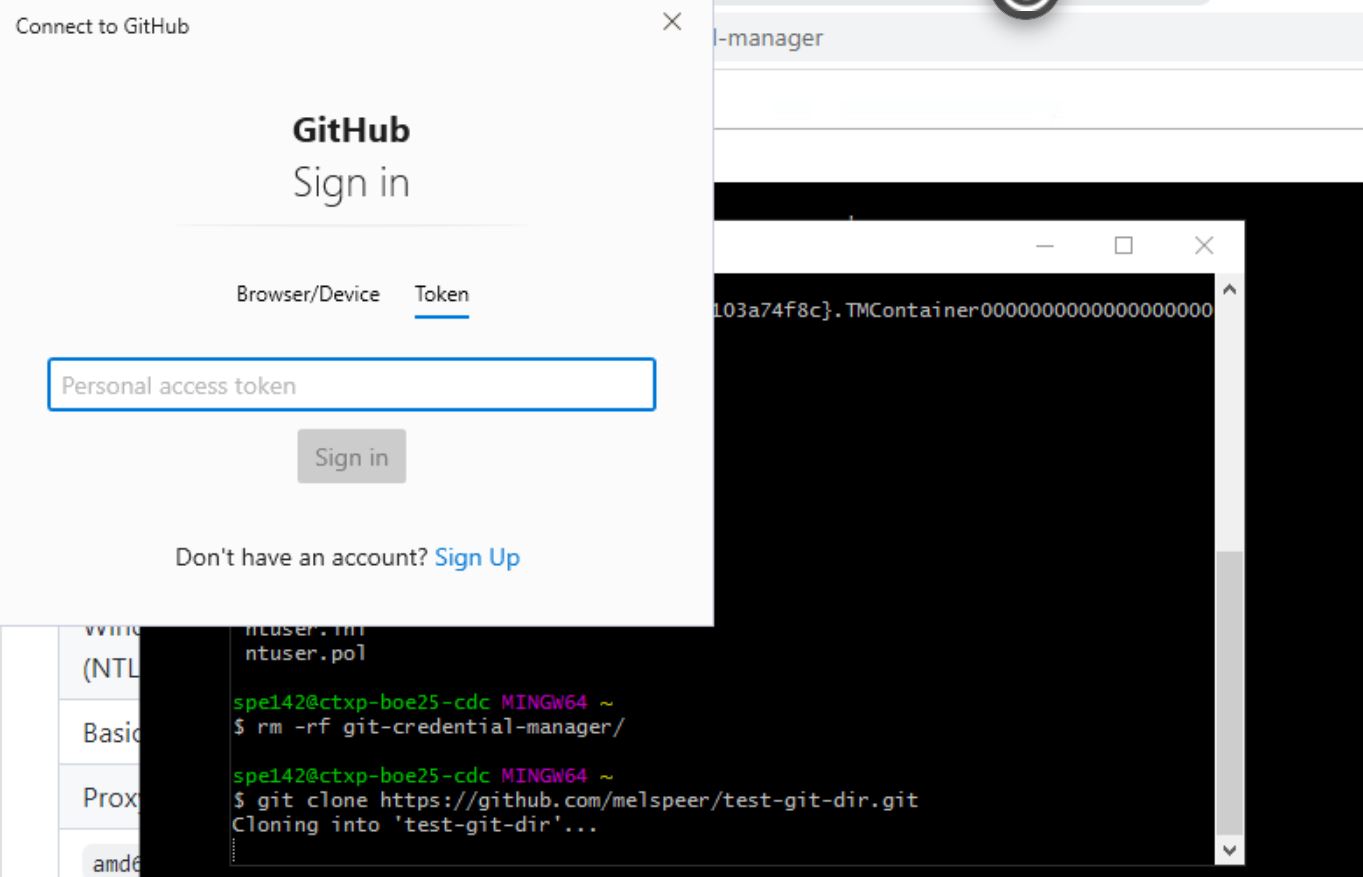 Connect to GitHub
l-manager
GitHub
Sign in
Browser/Device Token
Personal access token
Sign in
Don't have an account? Sign Up
103a74f8c}.TMContainer00000000000000000000
ntuser.ini
ntuser.pol
(NTL
spe142@ctxp-boe25-cdc MINGW64 ~
$ rm -rf git-credential-manager/
Basic
spe142@ctxp-boe25-cdc MINGW64 ~
Proxy
$ git clone https://github.com/melspeer/test-git-dir.git
Cloning into 'test-git-dir'...
amd6